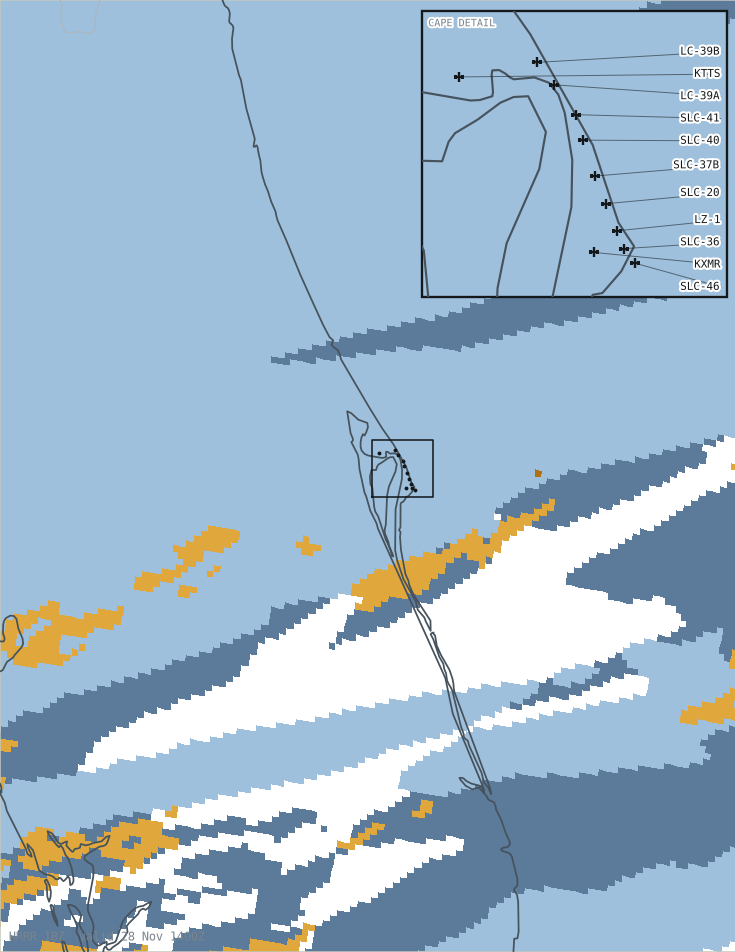 CAPE DETAIL
LC-39B
KTTS
LC-39A
SLC-41
SLC-40
SLC-37B
SLC-20
LZ-1
SLC-36
KXMR
SLC-46
28 Nov